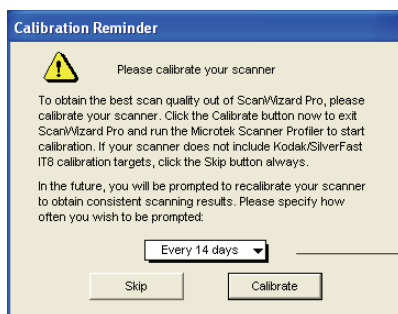 Calibration Reminder
Please calibrate your scanner
To obtain the best scan quality out of ScanWizard Pro, please
calibrate your scanner. Click the Calibrate button now to exit
ScanWizard Pro and run the Microtek Scanner Profiler to start
calibration. If your scanner does not include Kodak/SilverFast
IT8 calibration targets, click the Skip button always.
In the future, you will be prompted to recalibrate your scanner
to obtain consistent scanning results. Please specify how
often you wish to be prompted:
Every 14 days
Skip Calibrate